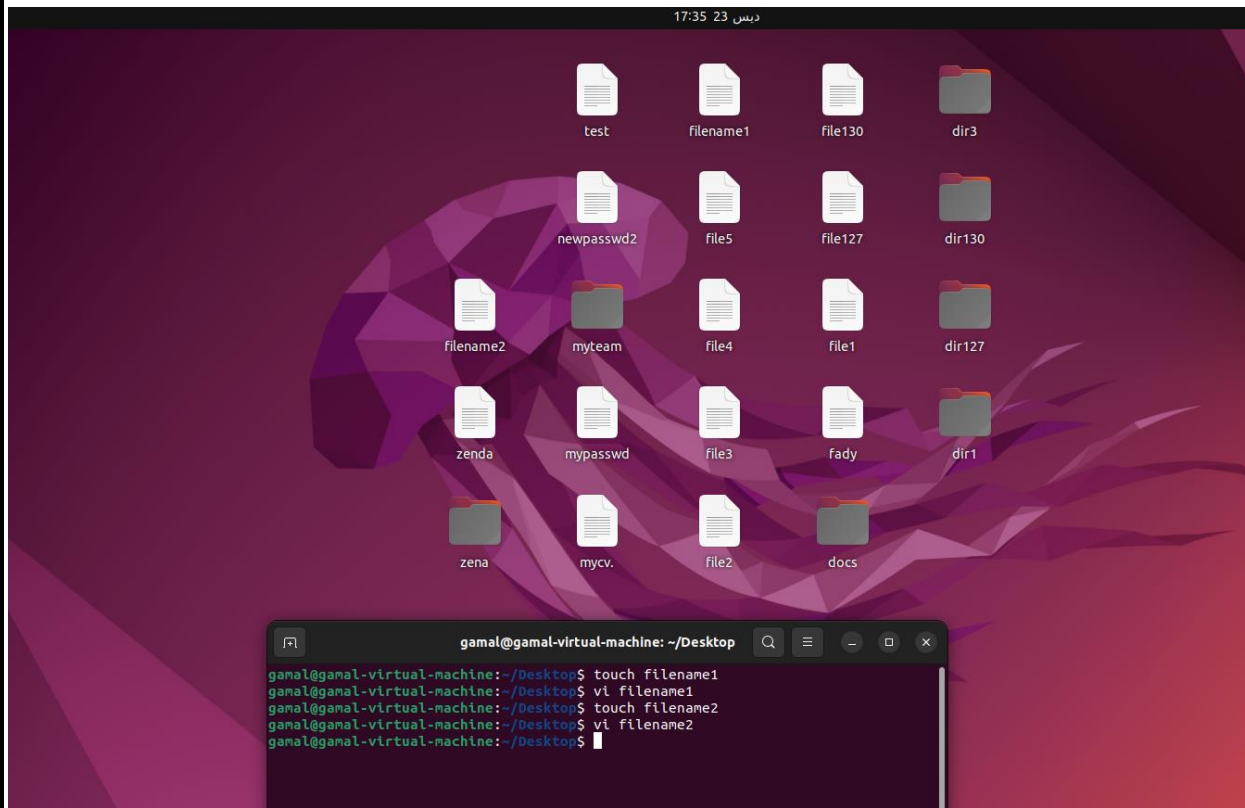 17:35 23 ديس
test filename1 file130 dir3
newpasswd2 file5 file127 dir130
filename2 myteam file4 file1 dir127
zenda mypasswd file3 fady dir1
zena mycv. file2 docs
gamal@gamal-virtual-machine: ~/Desktop
gamal@gamal-virtual-machine:~/Desktop$ touch filename1
gamal@gamal-virtual-machine:~/Desktop$ vi filename1
gamal@gamal-virtual-machine:~/Desktop$ touch filename2
gamal@gamal-virtual-machine:~/Desktop$ vi filename2
gamal@gamal-virtual-machine:~/Desktop$